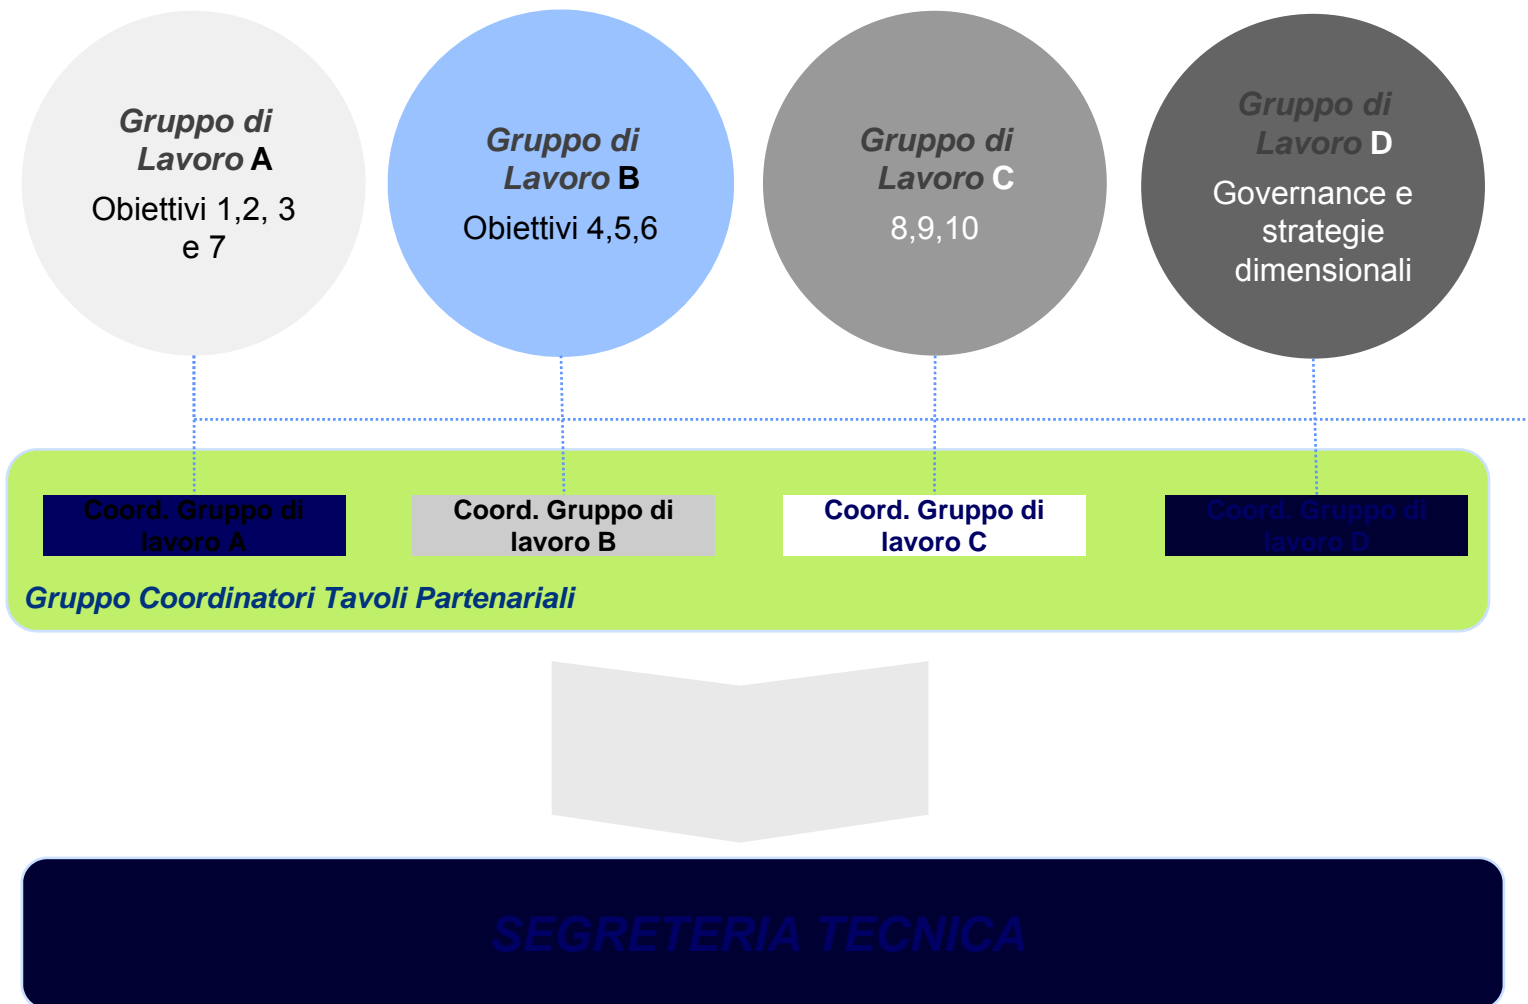 Gruppo di
Lavoro A
Obiettivi 1,2, 3
e 7
Gruppo di
Lavoro B
Obiettivi 4,5,6
Gruppo di
Lavoro C
8,9,10
Gruppo di
Lavoro D
Governance e
strategie
dimensionali
Coord. Gruppo di
lavoro A
Coord. Gruppo di
lavoro B
Coord. Gruppo di
lavoro C
Coord. Gruppo di
lavoro D
Gruppo Coordinatori Tavoli Partenariali
SEGRETERIA TECNICA